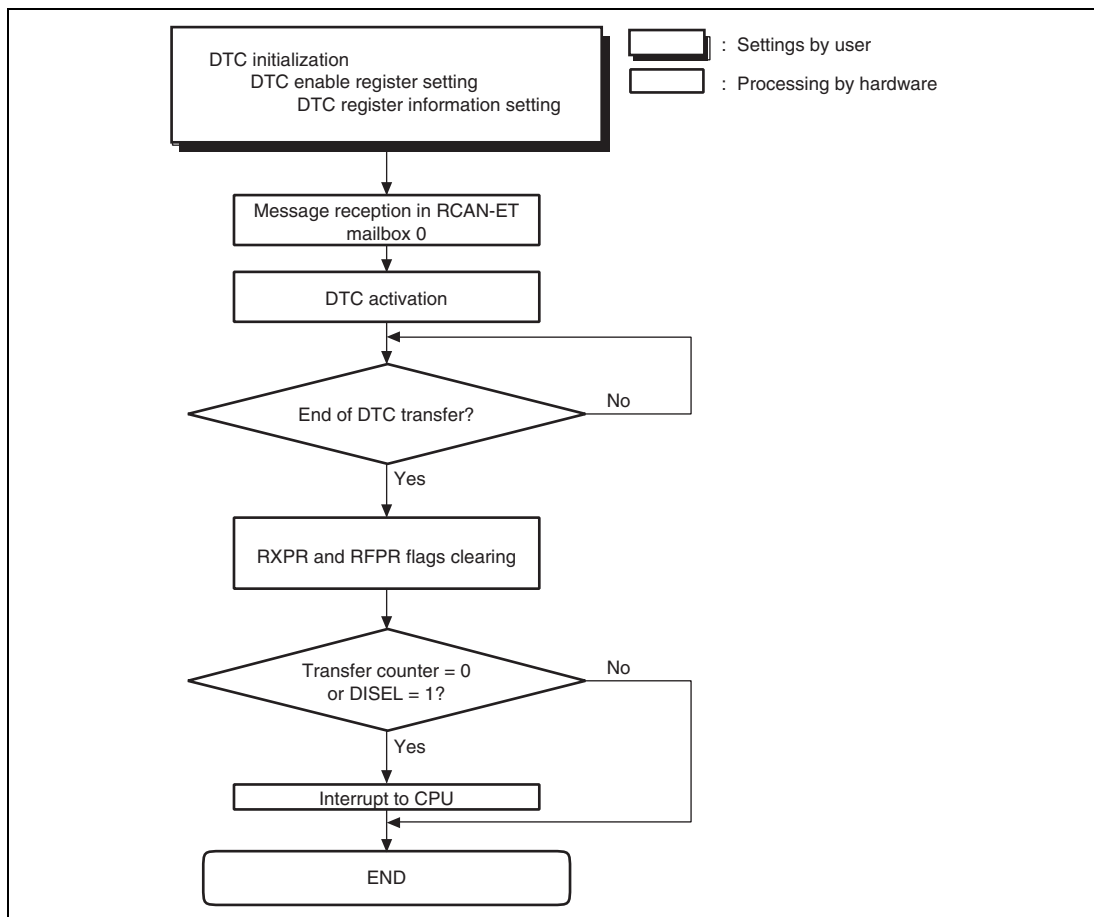 DTC initialization
DTC enable register setting
DTC register information setting
: Settings by user
: Processing by hardware
Message reception in RCAN-ET
mailbox 0
DTC activation
End of DTC transfer?
No
Yes
RXPR and RFPR flags clearing
Transfer counter = 0
or DISEL = 1?
No
Yes
Interrupt to CPU
END